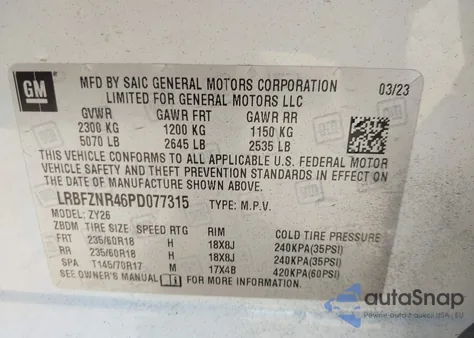 GM
MFD BY SAIC GENERAL MOTORS CORPORATION 03/23
LIMITED FOR GENERAL MOTORS LLC
GVWR GAWR FRT GAWR RR
2300 KG 1200 KG 1150 KG
5070 LB 2645 LB 2535 LB
THIS VEHICLE CONFORMS TO ALL APPLICABLE U.S. FEDERAL MOTOR
VEHICLE SAFETY AND THEFT PREVENTION STANDARDS IN EFFECT ON
THE DATE OF MANUFACTURE SHOWN ABOVE.
LRBFZNR46PD077315 TYPE: M.P.V.
MODEL: ZY26
ZBDM TIRE SIZE SPEED RTG RIM COLD TIRE PRESSURE
FRT 235/60R18 H 18X8J 240KPA(35PSI)
RR 235/60R18 H 18X8J 240KPA(35PSI)
SPA T145/70R17 M 17X4B 420KPA(60PSI)
SEE OWNER'S MANUAL
autoSnap